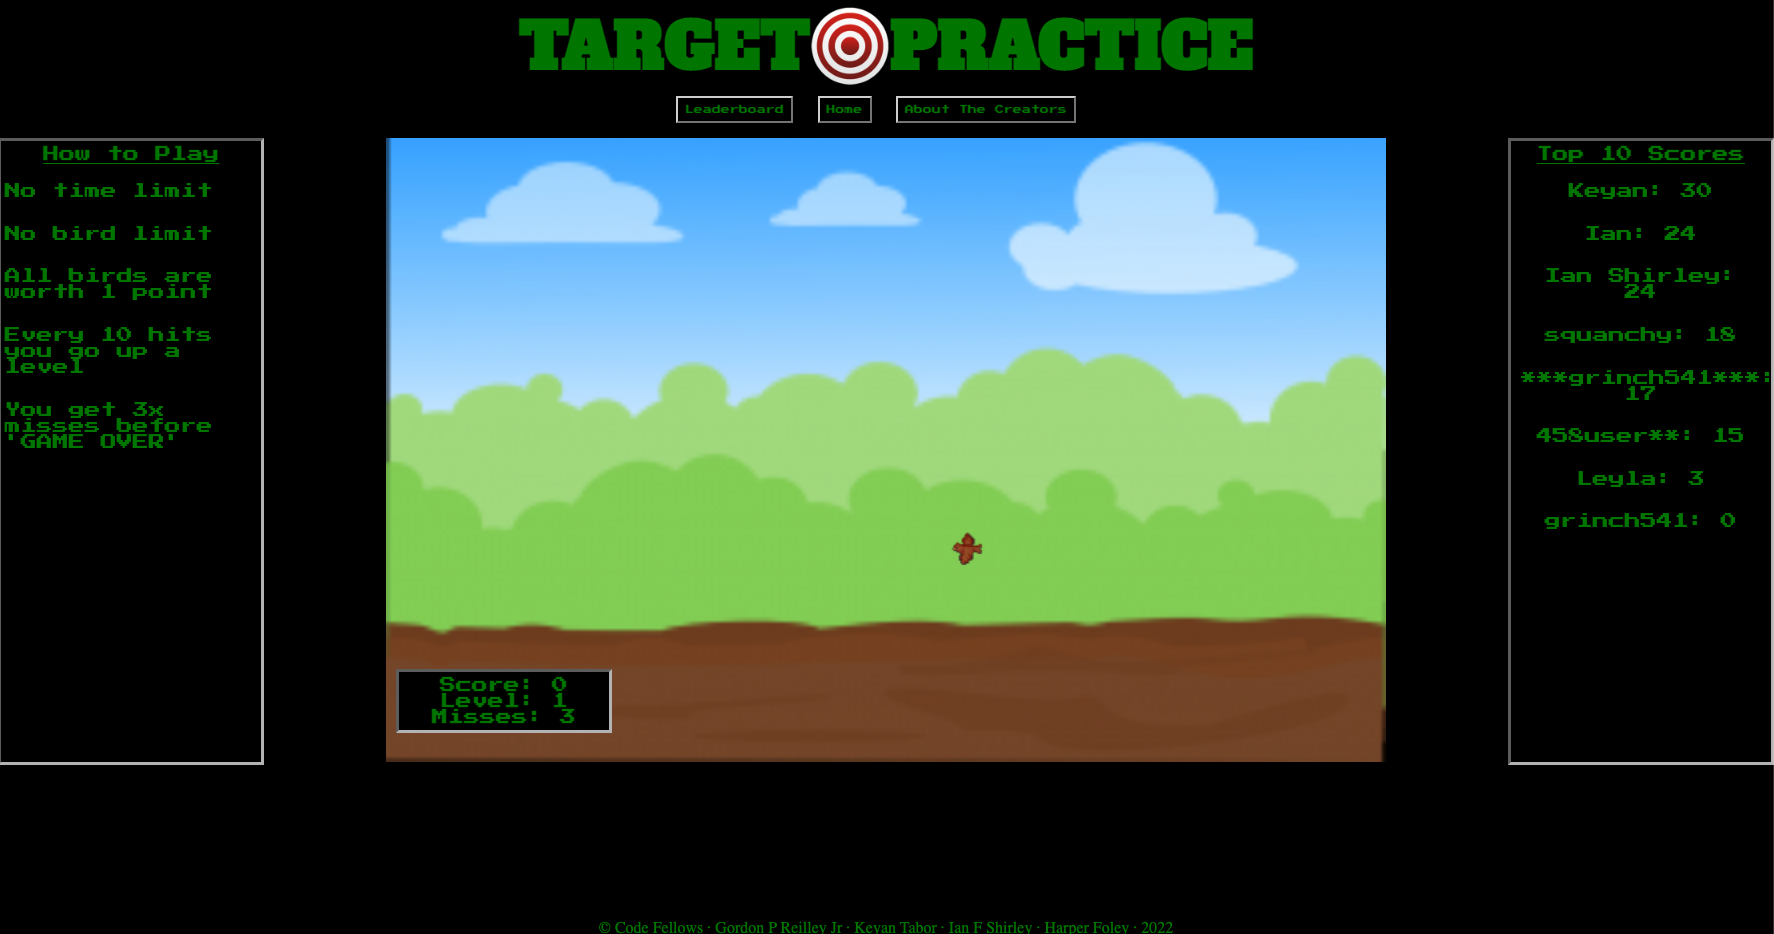 TARGET PRACTICE
Leaderboard
Home
About The Creators
How to Play
No time limit
No bird limit
All birds are
worth 1 point
Every 10 hits
you go up a
level
You get 3x
misses before
'GAME OVER'
Score: 0
Level: 1
Misses: 3
Top 10 Scores
Keyan: 30
Ian: 24
Ian Shirley:
24
squanchy: 18
***grinch541***:
17
458user**: 15
Leyla: 3
grinch541: 0
© Code Fellows · Gordon P Reilley Jr · Keyan Tabor · Ian F Shirley · Harper Foley · 2022